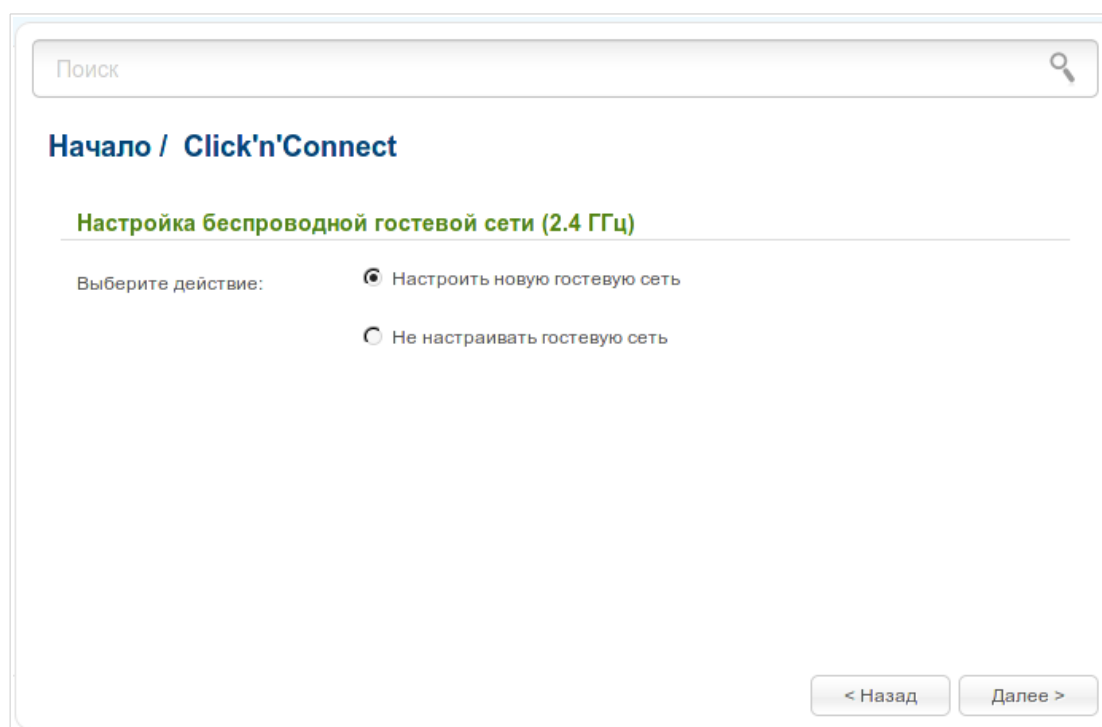 Поиск
Начало / Click'n'Connect
Настройка беспроводной гостевой сети (2.4 ГГц)
Выберите действие:
Настроить новую гостевую сеть
Не настраивать гостевую сеть
< Назад
Далее >